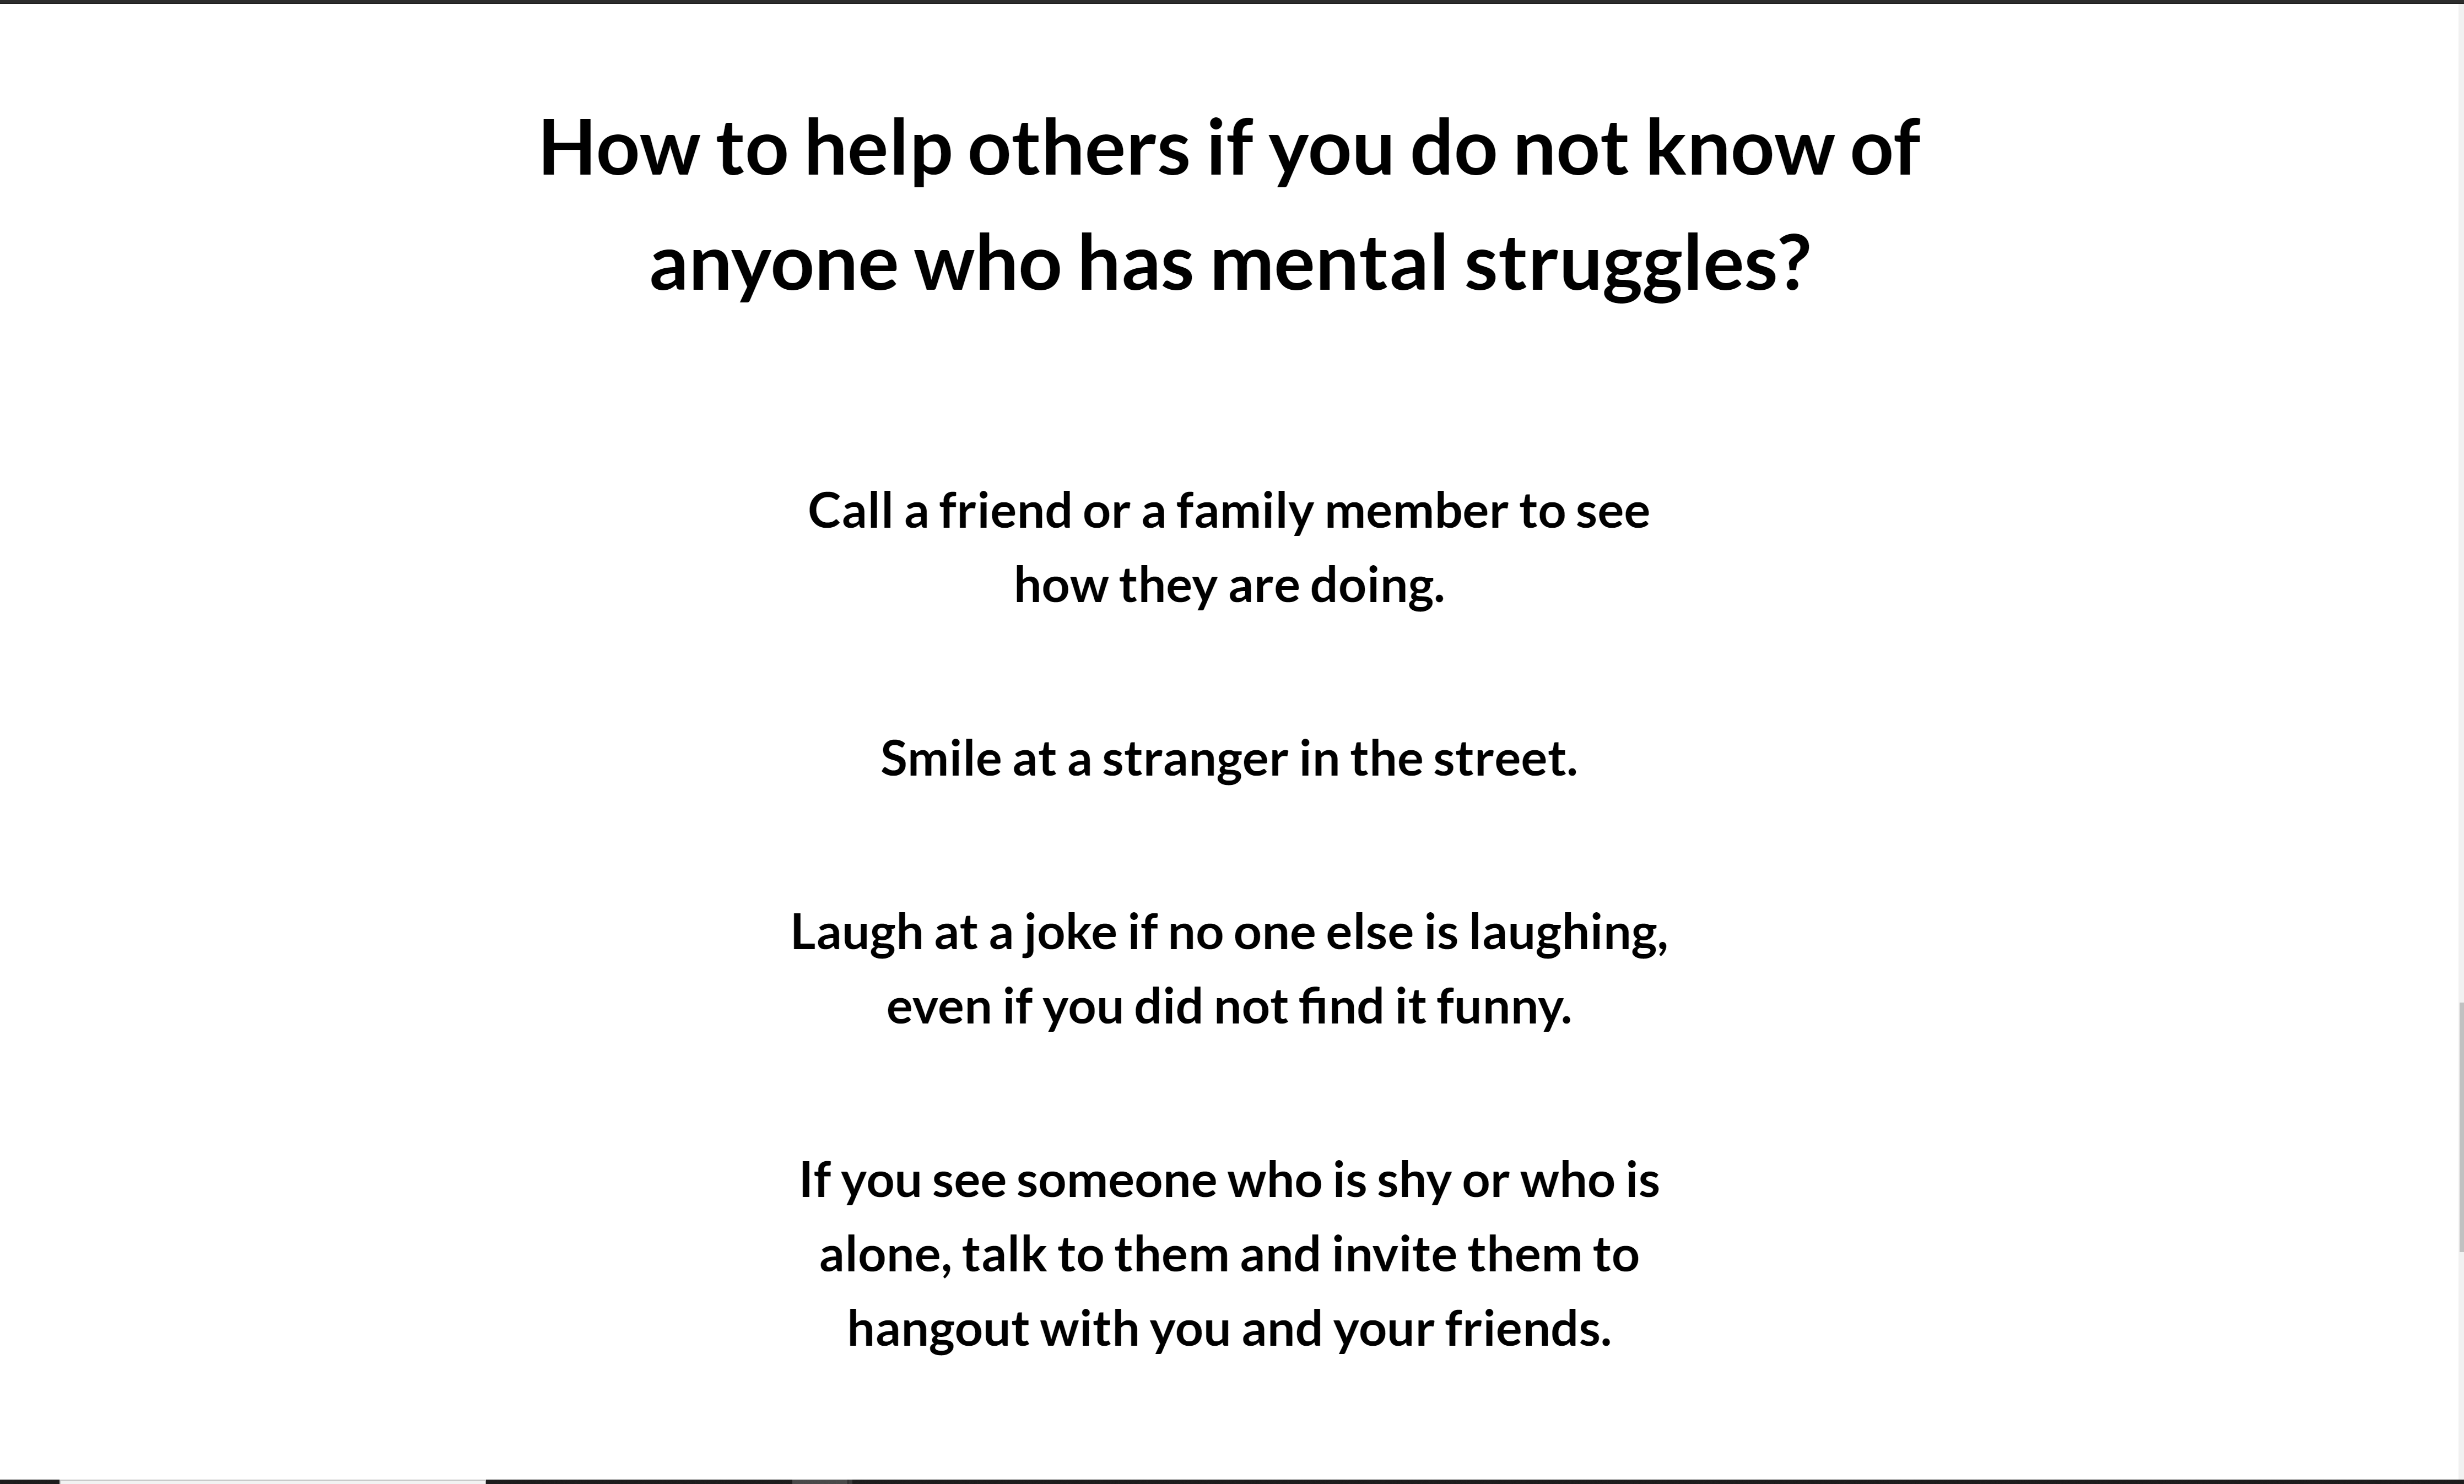 How to help others if you do not know of
anyone who has mental struggles?
Call a friend or a family member to see
how they are doing.
Smile at a stranger in the street.
Laugh at a joke if no one else is laughing,
even if you did not find it funny.
If you see someone who is shy or who is
alone, talk to them and invite them to
hangout with you and your friends.